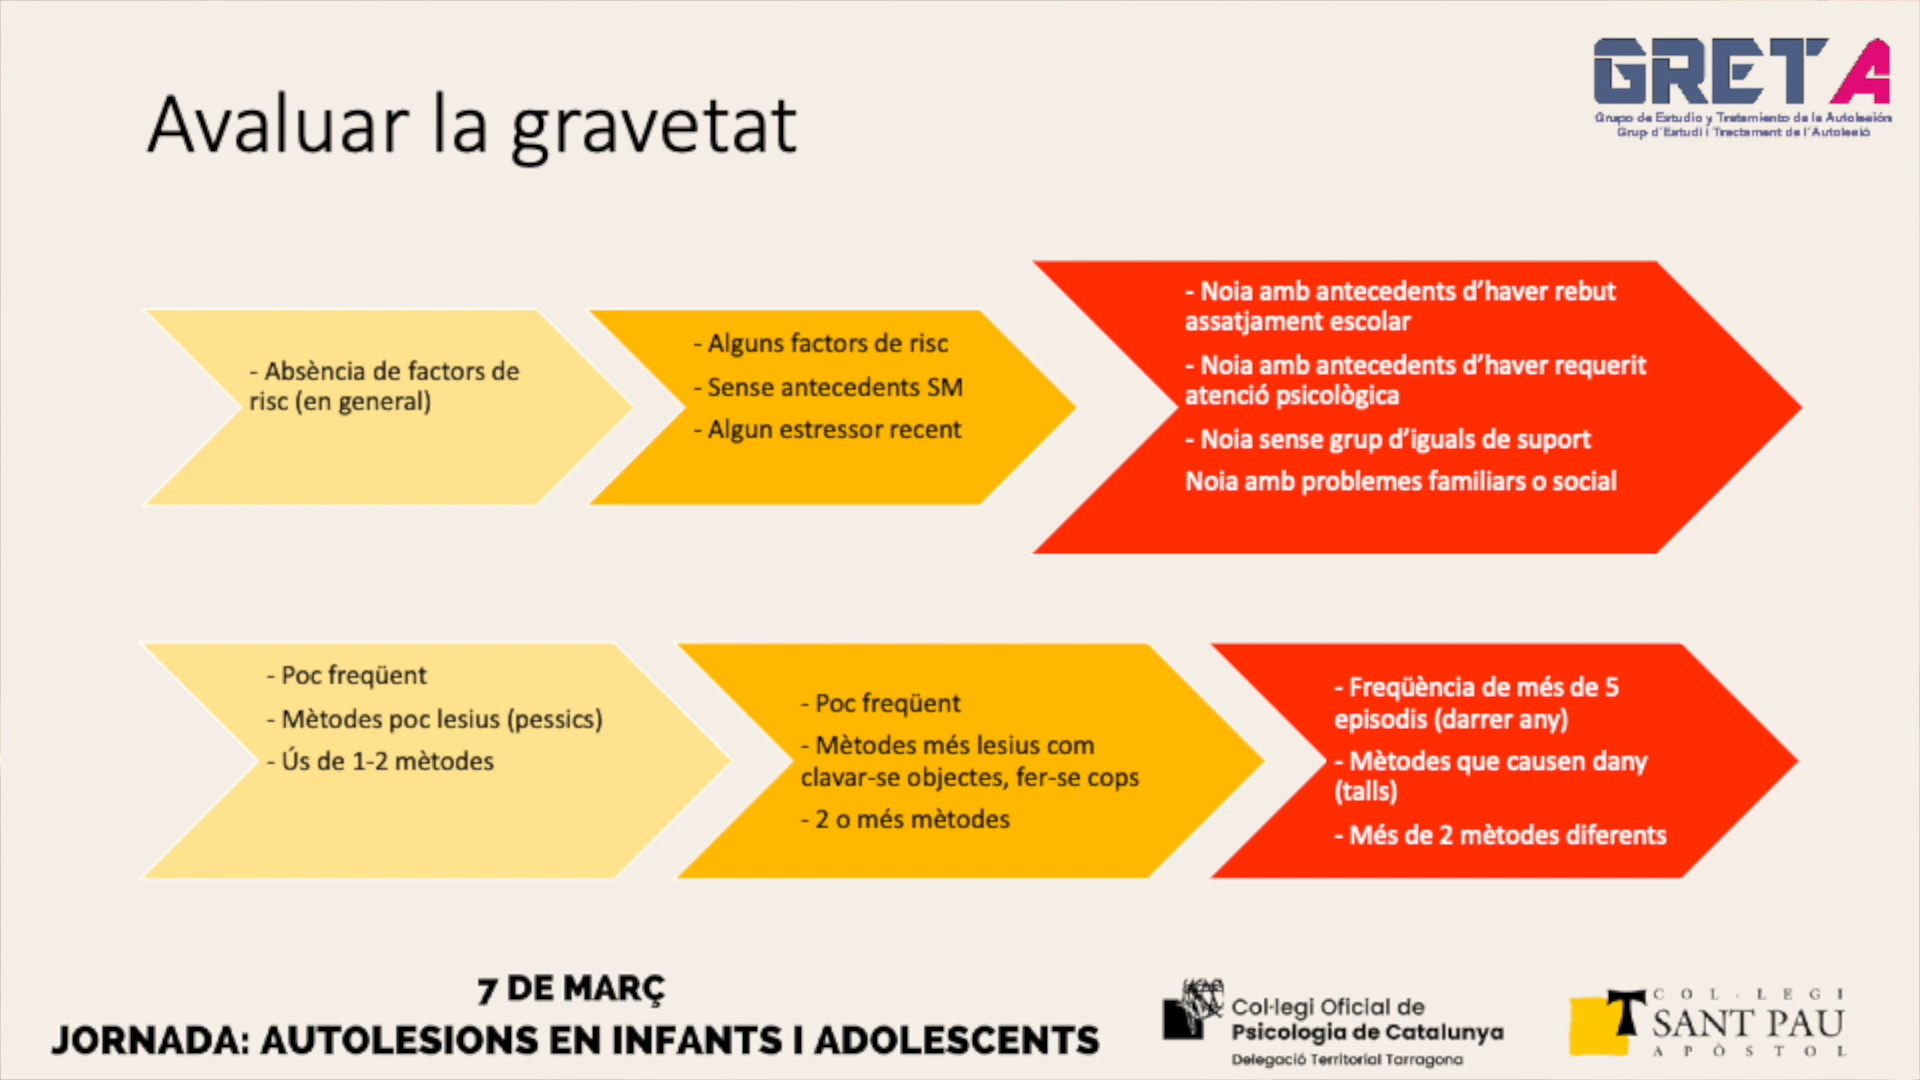 GRETA
Grupo de Estudio y Tratamiento de la Autolesión
Grup d'Estudi i Tractament de l'Autolesió
Avaluar la gravetat
- Absència de factors de
risc (en general)
- Alguns factors de risc
- Sense antecedents SM
- Algun estressor recent
- Noia amb antecedents d’haver rebut
assatjament escolar
- Noia amb antecedents d’haver requerit
atenció psicològica
- Noia sense grup d’iguals de suport
Noia amb problemes familiars o social
- Poc freqüent
- Mètodes poc lesius (pessics)
- Ús de 1-2 mètodes
- Poc freqüent
- Mètodes més lesius com
clavar-se objectes, fer-se cops
- 2 o més mètodes
- Freqüència de més de 5
episodis (darrer any)
- Mètodes que causen dany
(talls)
- Més de 2 mètodes diferents
7 DE MARÇ
JORNADA: AUTOLESIONS EN INFANTS I ADOLESCENTS
Col·legi Oficial de
Psicologia de Catalunya
Delegació Territorial Tarragona
COL·LEGI
SANT PAU
APÒSTOL